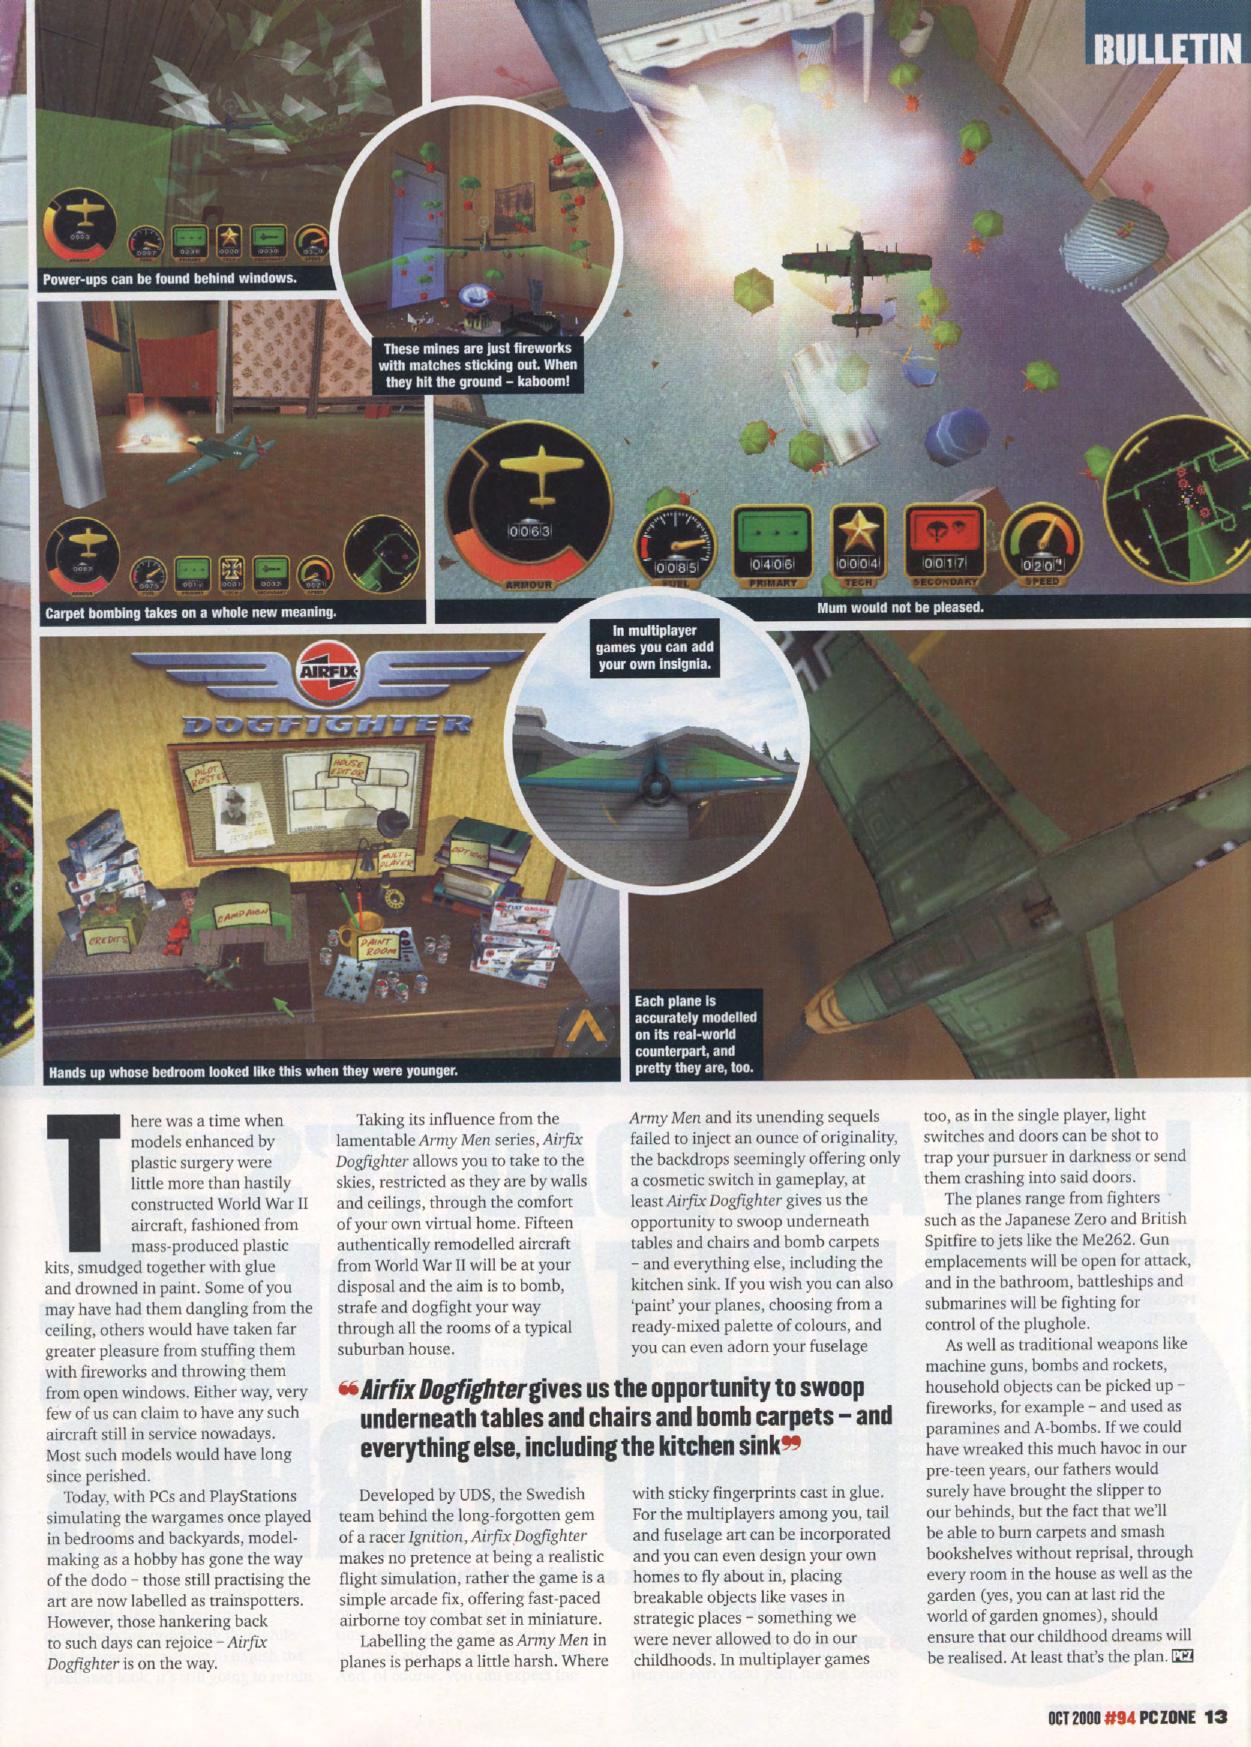 BULLETIN
Power-ups can be found behind windows.
These mines are just fireworks
with matches sticking out. When
they hit the ground – kaboom!
Carpet bombing takes on a whole new meaning.
0063
ARMOUR
0085
FUEL
0406
PRIMARY
0004
TECH
0017
SECONDARY
SPEED
Mum would not be pleased.
In multiplayer
games you can add
your own insignia.
AIRFIX
DOGFIGHTER
PILOT
ROSTER
HOUSE
EDITOR
MULTI-
PLAYER
OPTIONS
CAMPAIGN
CREDITS
PAINT
ROOM
Hands up whose bedroom looked like this when they were younger.
Each plane is
accurately modelled
on its real-world
counterpart, and
pretty they are, too.
There was a time when
models enhanced by
plastic surgery were
little more than hastily
constructed World War II
aircraft, fashioned from
mass-produced plastic
kits, smudged together with glue
and drowned in paint. Some of you
may have had them dangling from the
ceiling, others would have taken far
greater pleasure from stuffing them
with fireworks and throwing them
from open windows. Either way, very
few of us can claim to have any such
aircraft still in service nowadays.
Most such models would have long
since perished.
Today, with PCs and PlayStations
simulating the wargames once played
in bedrooms and backyards, model-
making as a hobby has gone the way
of the dodo – those still practising the
art are now labelled as trainspotters.
However, those hankering back
to such days can rejoice – Airfix
Dogfighter is on the way.
Taking its influence from the
lamentable Army Men series, Airfix
Dogfighter allows you to take to the
skies, restricted as they are by walls
and ceilings, through the comfort
of your own virtual home. Fifteen
authentically remodelled aircraft
from World War II will be at your
disposal and the aim is to bomb,
strafe and dogfight your way
through all the rooms of a typical
suburban house.
“Airfix Dogfighter gives us the opportunity to swoop
underneath tables and chairs and bomb carpets – and
everything else, including the kitchen sink”
Developed by UDS, the Swedish
team behind the long-forgotten gem
of a racer Ignition, Airfix Dogfighter
makes no pretence at being a realistic
flight simulation, rather the game is a
simple arcade fix, offering fast-paced
airborne toy combat set in miniature.
Labelling the game as Army Men in
planes is perhaps a little harsh. Where
Army Men and its unending sequels
failed to inject an ounce of originality,
the backdrops seemingly offering only
a cosmetic switch in gameplay, at
least Airfix Dogfighter gives us the
opportunity to swoop underneath
tables and chairs and bomb carpets
– and everything else, including the
kitchen sink. If you wish you can also
‘paint’ your planes, choosing from a
ready-mixed palette of colours, and
you can even adorn your fuselage
with sticky fingerprints cast in glue.
For the multiplayers among you, tail
and fuselage art can be incorporated
and you can even design your own
homes to fly about in, placing
breakable objects like vases in
strategic places – something we
were never allowed to do in our
childhoods. In multiplayer games
too, as in the single player, light
switches and doors can be shot to
trap your pursuer in darkness or send
them crashing into said doors.
The planes range from fighters
such as the Japanese Zero and British
Spitfire to jets like the Me262. Gun
emplacements will be open for attack,
and in the bathroom, battleships and
submarines will be fighting for
control of the plughole.
As well as traditional weapons like
machine guns, bombs and rockets,
household objects can be picked up –
fireworks, for example – and used as
paramines and A-bombs. If we could
have wreaked this much havoc in our
pre-teen years, our fathers would
surely have brought the slipper to
our behinds, but the fact that we’ll
be able to burn carpets and smash
bookshelves without reprisal, through
every room in the house as well as the
garden (yes, you can at last rid the
world of garden gnomes), should
ensure that our childhood dreams will
be realised. At least that’s the plan. PCZ
OCT 2000 #94 PC ZONE 13